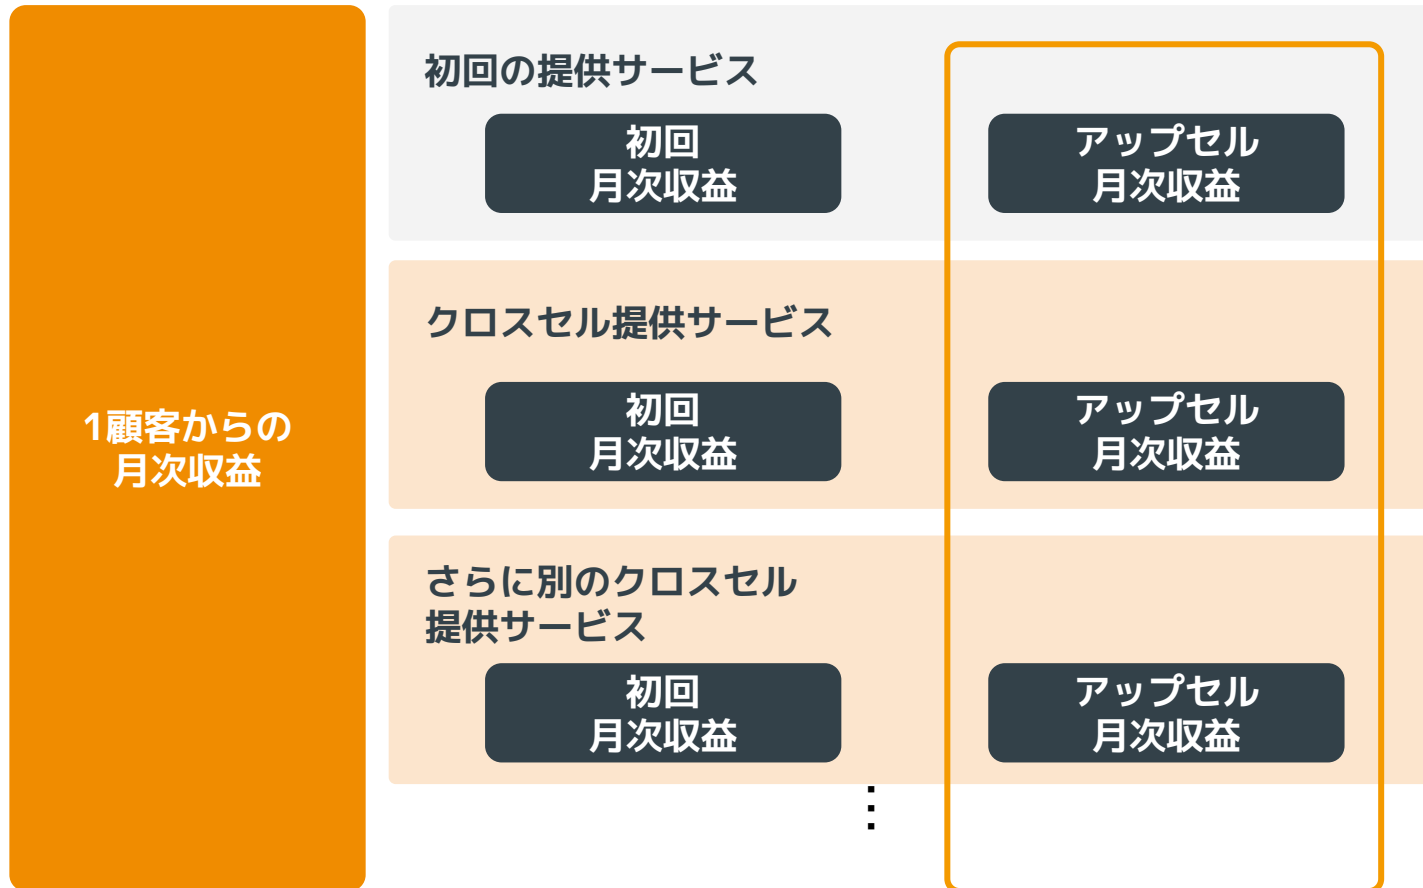 1顧客からの
月次収益
初回の提供サービス
初回
月次収益
アップセル
月次収益
クロスセル提供サービス
初回
月次収益
アップセル
月次収益
さらに別のクロスセル
提供サービス
初回
月次収益
アップセル
月次収益
⋮